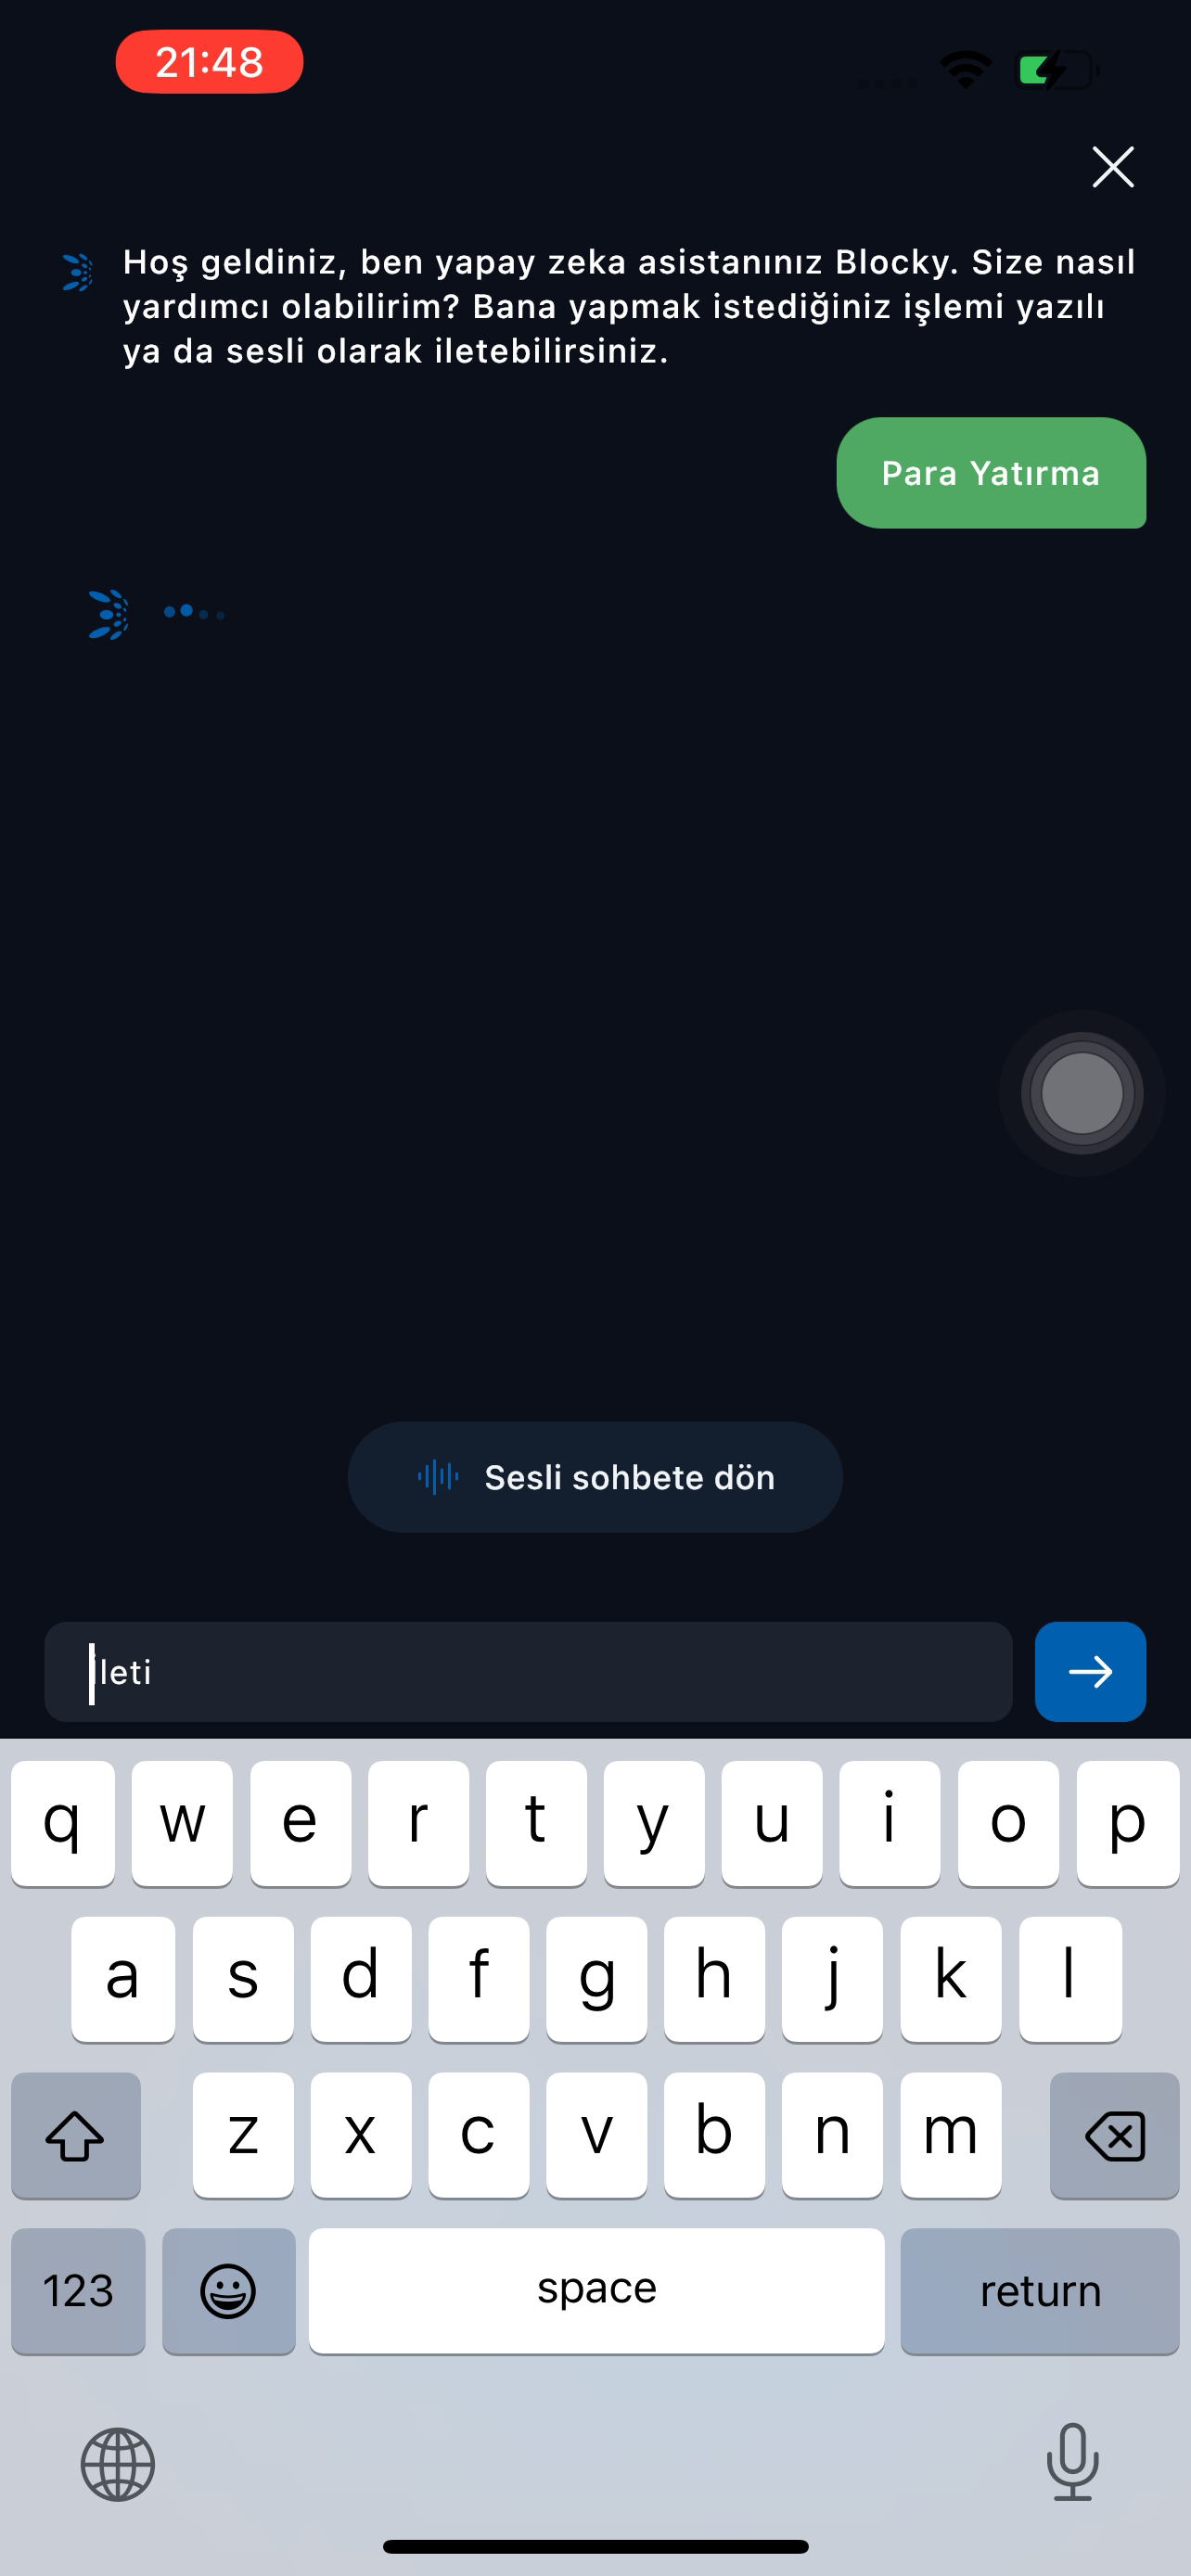 21:48
Hoş geldiniz, ben yapay zeka asistanınız Blocky. Size nasıl
yardımcı olabilirim? Bana yapmak istediğiniz işlemi yazılı
ya da sesli olarak iletebilirsiniz.
Para Yatırma
Sesli sohbete dön
İleti
q w e r t y u i o p
a s d f g h j k l
z x c v b n m
123 space return